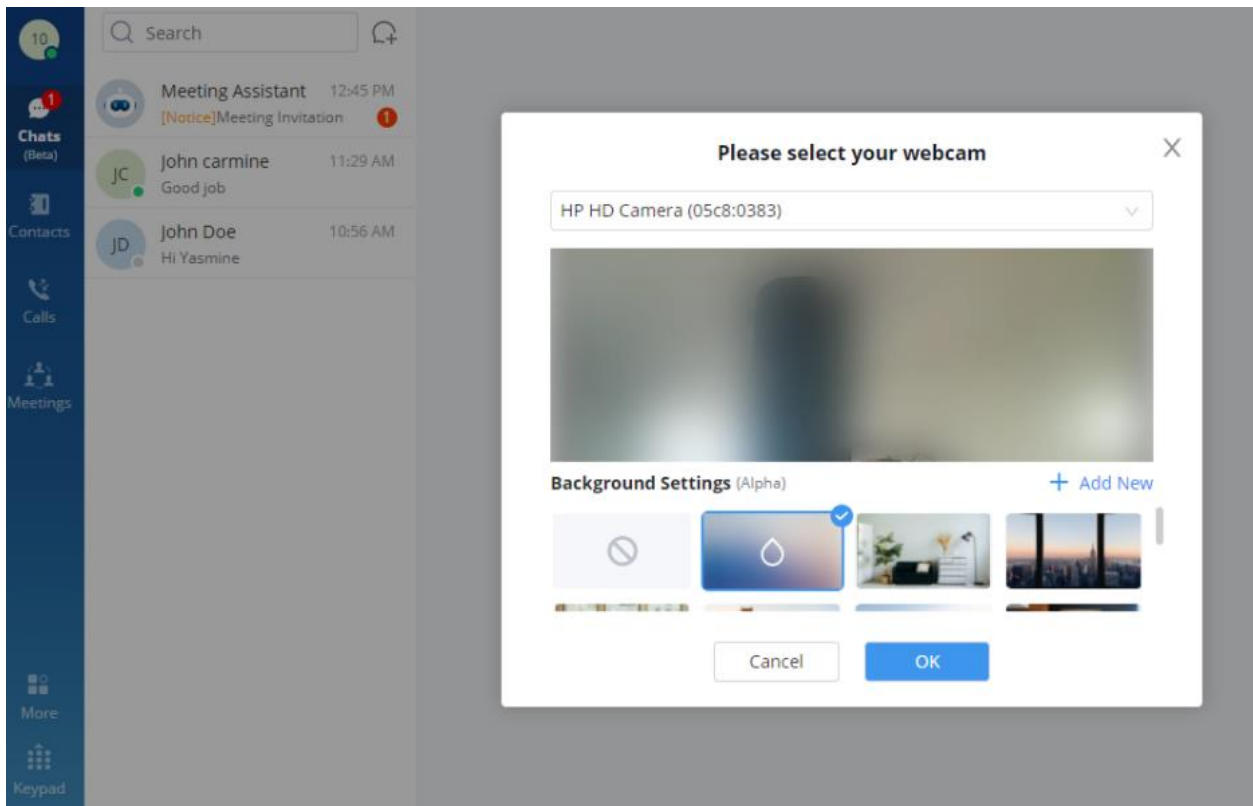 10
1
Chats
(Beta)
Contacts
Calls
Meetings
More
Keypad
Search
Meeting Assistant 12:45 PM
[Notice]Meeting Invitation 1
JC
John carmine 11:29 AM
Good job
JD
John Doe 10:56 AM
Hi Yasmine
Please select your webcam
HP HD Camera (05c8:0383)
Background Settings (Alpha) + Add New
Cancel
OK